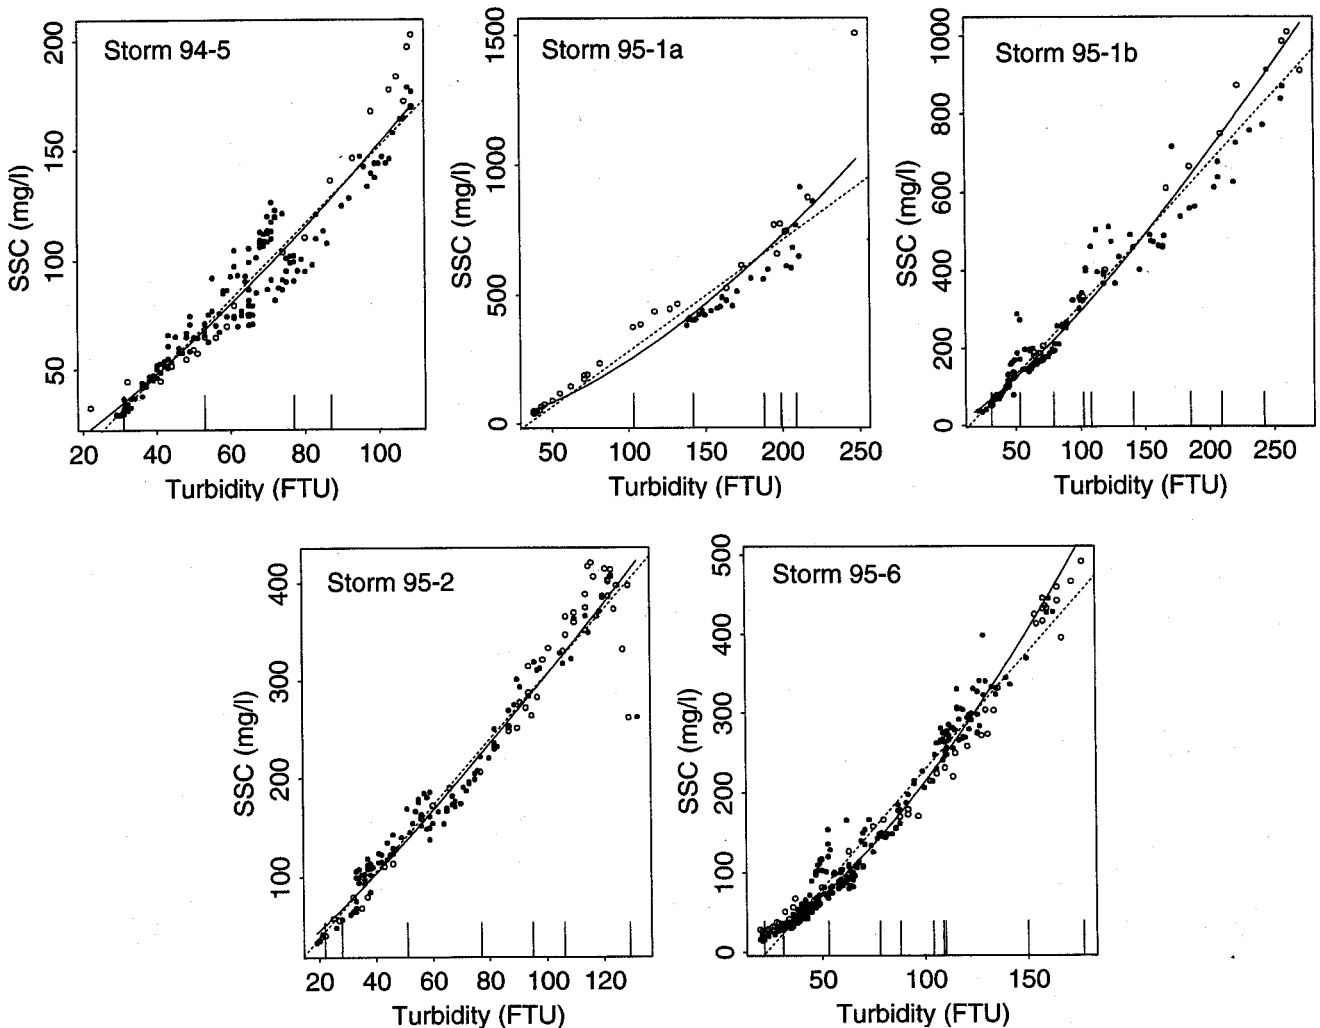 Storm 94-5
SSC (mg/l)
200
150
100
50
20 40 60 80 100
Turbidity (FTU)
Storm 95-1a
SSC (mg/l)
1500
1000
500
0
50 100 150 200 250
Turbidity (FTU)
Storm 95-1b
SSC (mg/l)
1000
800
600
400
200
0
50 100 150 200 250
Turbidity (FTU)
Storm 95-2
SSC (mg/l)
400
300
200
100
20 40 60 80 100 120
Turbidity (FTU)
Storm 95-6
SSC (mg/l)
500
400
300
200
100
0
50 100 150
Turbidity (FTU)